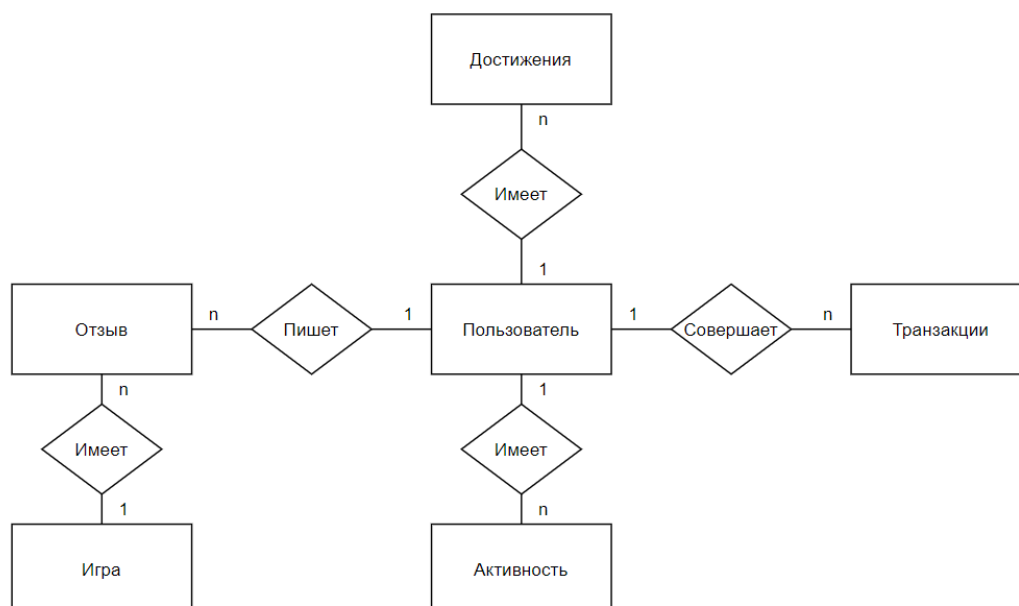 Достижения
n
Имеет
1
Отзыв
n
Пишет
1
Пользователь
1
Совершает
n
Транзакции
n
Имеет
1
Игра
1
Имеет
n
Активность